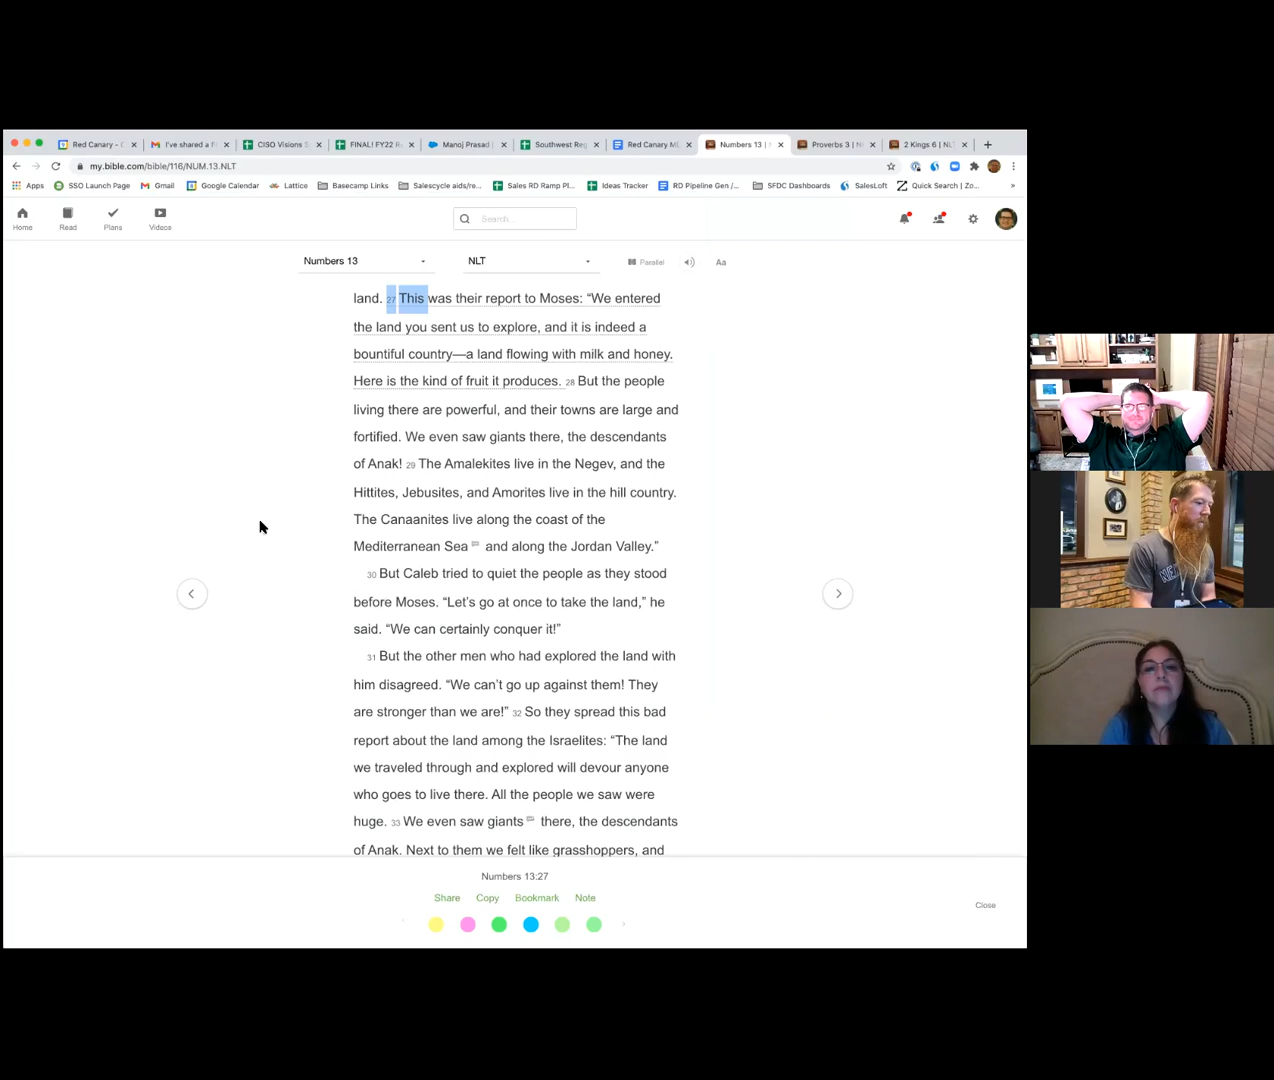 Red Canary - C
I've shared a f
CISO Visions S
FINAL! FY22 R
Manoj Prasad |
Southwest Reg
Red Canary M
Numbers 13 |
Proverbs 3 | N
2 Kings 6 | NL
my.bible.com/bible/116/NUM.13.NLT
Apps
SSO Launch Page
Gmail
Google Calendar
Lattice
Basecamp Links
Salescycle aids/re...
Sales RD Ramp Pl...
Ideas Tracker
RD Pipeline Gen /...
SFDC Dashboards
SalesLoft
Quick Search | Zo...
»
Home
Read
Plans
Videos
Search...
Numbers 13
NLT
Parallel
Aa
land. 27 This was their report to Moses: “We entered
the land you sent us to explore, and it is indeed a
bountiful country—a land flowing with milk and honey.
Here is the kind of fruit it produces. 28 But the people
living there are powerful, and their towns are large and
fortified. We even saw giants there, the descendants
of Anak! 29 The Amalekites live in the Negev, and the
Hittites, Jebusites, and Amorites live in the hill country.
The Canaanites live along the coast of the
Mediterranean Sea and along the Jordan Valley.”
30 But Caleb tried to quiet the people as they stood
before Moses. “Let’s go at once to take the land,” he
said. “We can certainly conquer it!”
31 But the other men who had explored the land with
him disagreed. “We can’t go up against them! They
are stronger than we are!” 32 So they spread this bad
report about the land among the Israelites: “The land
we traveled through and explored will devour anyone
who goes to live there. All the people we saw were
huge. 33 We even saw giants there, the descendants
of Anak. Next to them we felt like grasshoppers, and
Numbers 13:27
Share
Copy
Bookmark
Note
Close